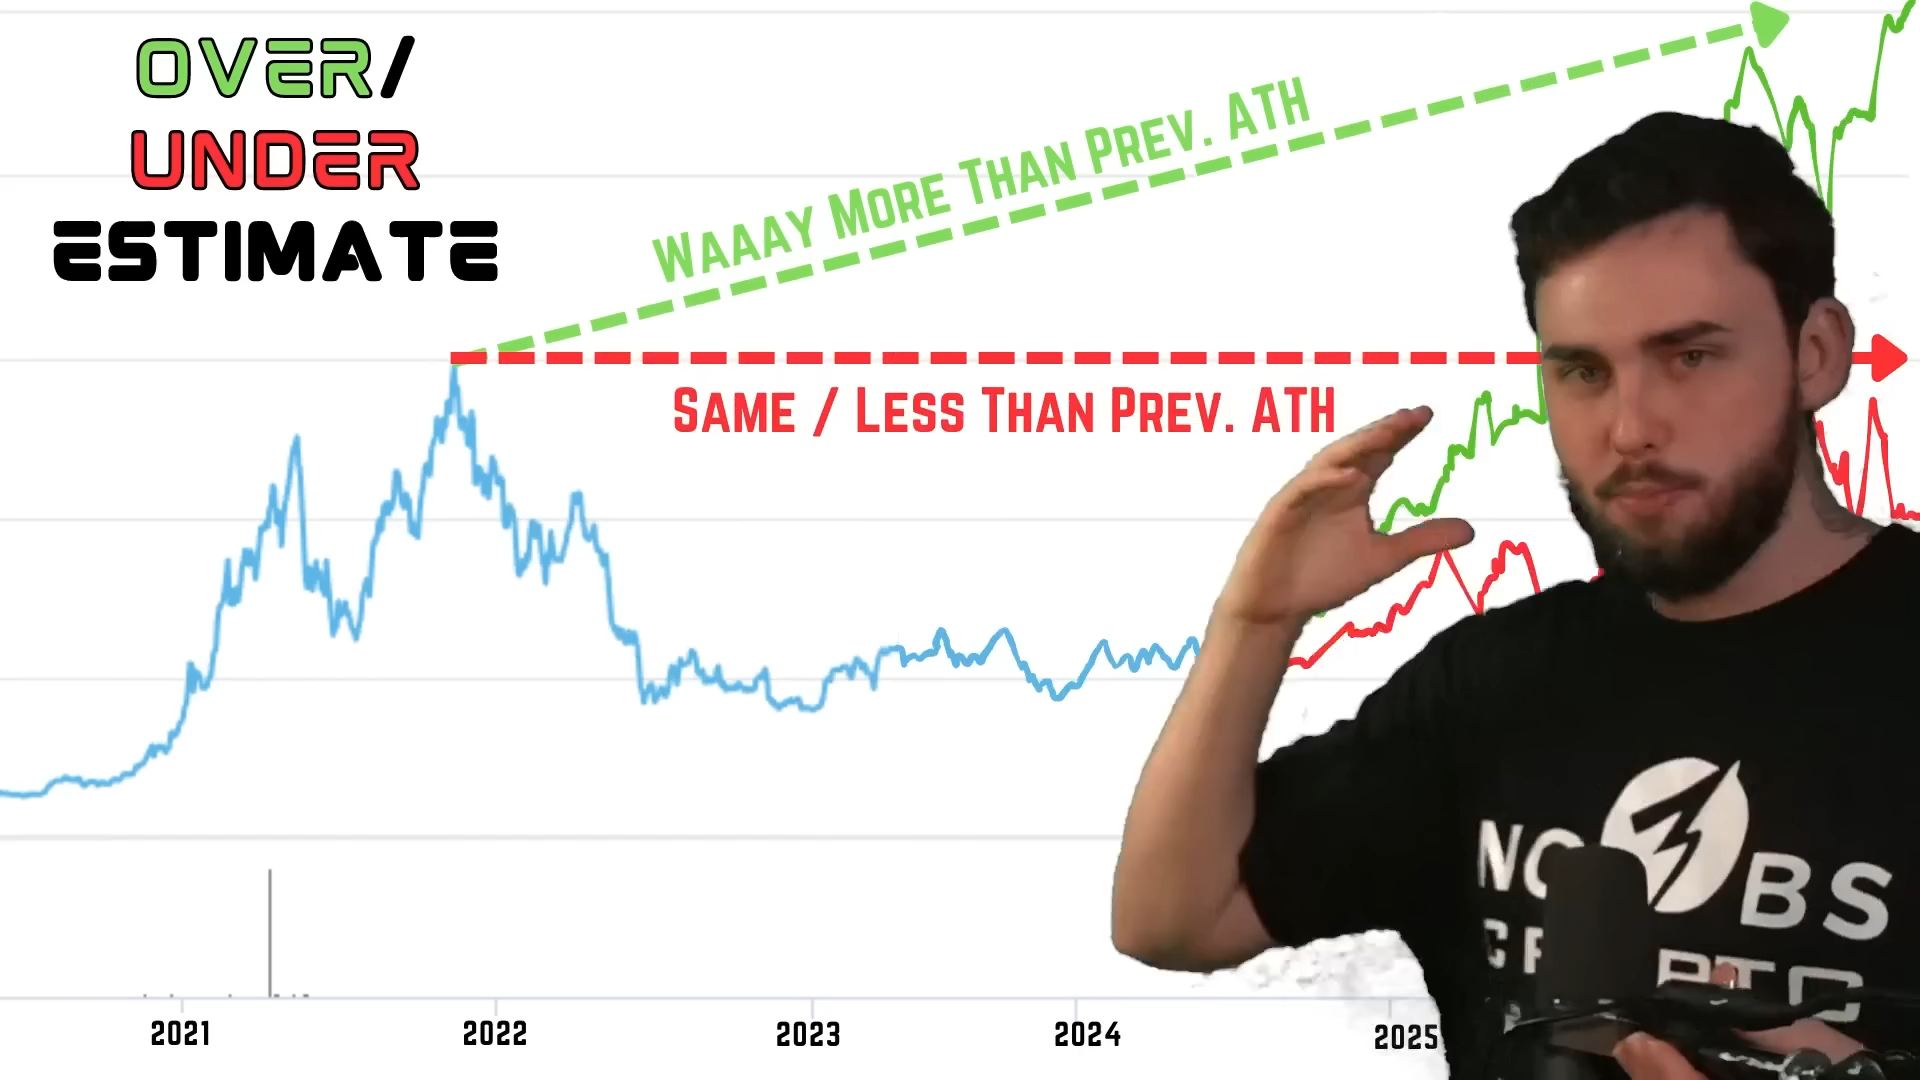 OVER/
UNDER
ESTIMATE
WAAAY MORE THAN PREV. ATH
SAME / LESS THAN PREV. ATH
NO BS
2021
2022
2023
2024
2025